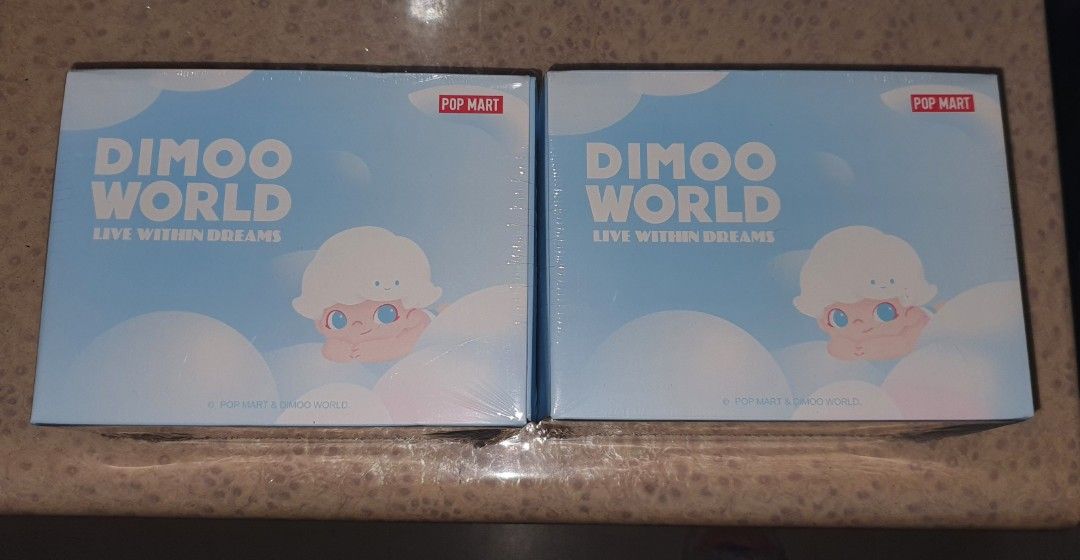 POP MART
DIMOO
WORLD
LIVE WITHIN DREAMS
© POP MART & DIMOO WORLD.
POP MART
DIMOO
WORLD
LIVE WITHIN DREAMS
© POP MART & DIMOO WORLD.